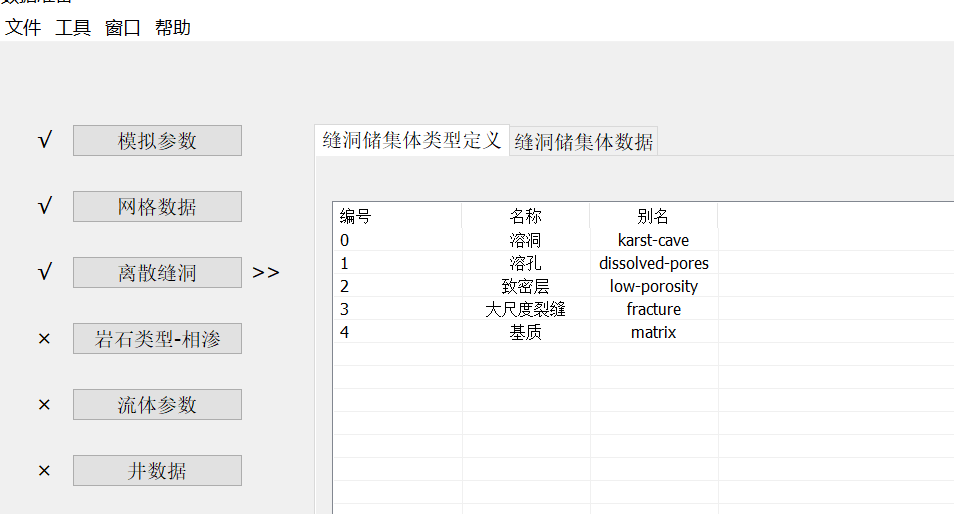 文件 工具 窗口 帮助
√ 模拟参数
√ 网格数据
√ 离散缝洞 >>
× 岩石类型-相渗
× 流体参数
× 井数据
缝洞储集体类型定义 缝洞储集体数据
编号 名称 别名
0 溶洞 karst-cave
1 溶孔 dissolved-pores
2 致密层 low-porosity
3 大尺度裂缝 fracture
4 基质 matrix